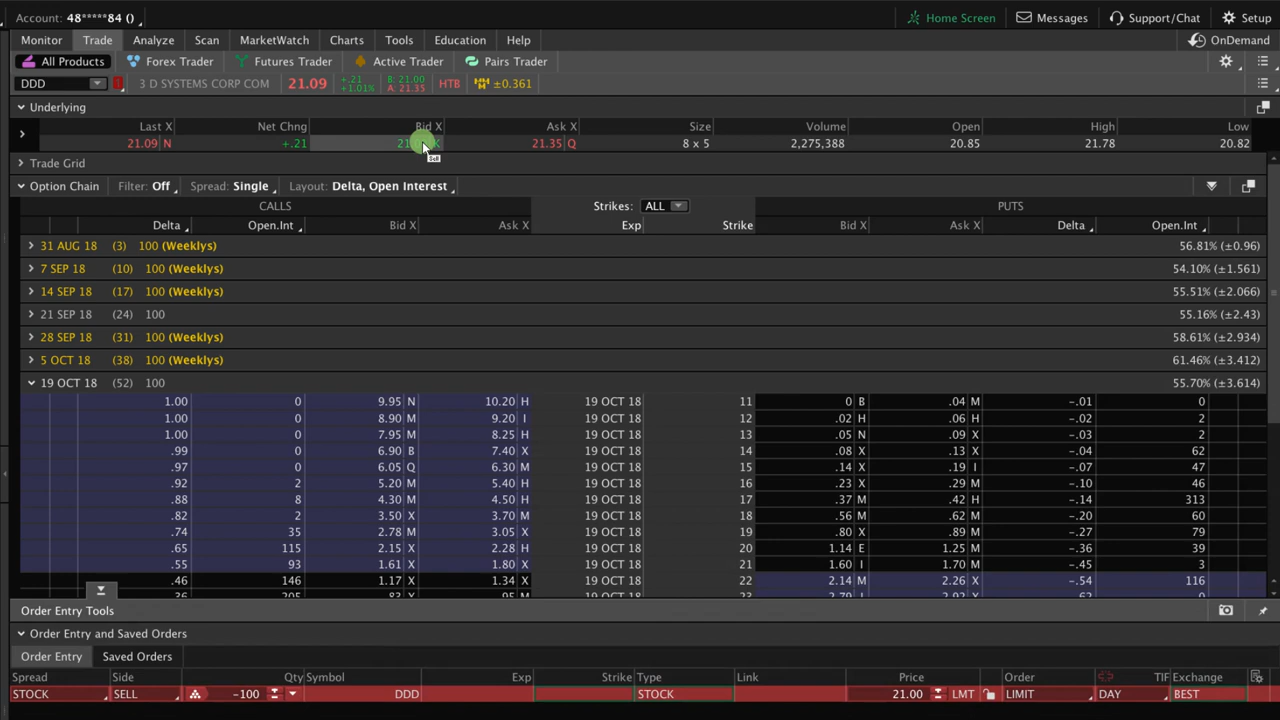 Account: 48*****84 () Home Screen Messages Support/Chat Setup
Monitor Trade Analyze Scan MarketWatch Charts Tools Education Help OnDemand
All Products Forex Trader Futures Trader Active Trader Pairs Trader
DDD 3 D SYSTEMS CORP COM 21.09 +.21 +1.01% B: 21.00 A: 21.35 HTB ±0.361
Underlying
Last X Net Chng Bid X Ask X Size Volume Open High Low
21.09 N +.21 21. X 21.35 Q 8 x 5 2,275,388 20.85 21.78 20.82
Sell
Trade Grid
Option Chain Filter: Off Spread: Single Layout: Delta, Open Interest
CALLS Strikes: ALL PUTS
Delta Open.Int Bid X Ask X Exp Strike Bid X Ask X Delta Open.Int
31 AUG 18 (3) 100 (Weeklys) 56.81% (±0.96)
7 SEP 18 (10) 100 (Weeklys) 54.10% (±1.561)
14 SEP 18 (17) 100 (Weeklys) 55.51% (±2.066)
21 SEP 18 (24) 100 55.16% (±2.43)
28 SEP 18 (31) 100 (Weeklys) 58.61% (±2.934)
5 OCT 18 (38) 100 (Weeklys) 61.46% (±3.412)
19 OCT 18 (52) 100 55.70% (±3.614)
1.00 0 9.95 N 10.20 H 19 OCT 18 11 0 B .04 M -.01 0
1.00 0 8.90 M 9.20 I 19 OCT 18 12 .02 H .06 H -.02 2
1.00 0 7.95 M 8.25 H 19 OCT 18 13 .05 N .09 X -.03 2
.99 0 6.90 B 7.40 X 19 OCT 18 14 .08 X .13 X -.04 62
.97 0 6.05 Q 6.30 M 19 OCT 18 15 .14 X .19 I -.07 47
.92 2 5.20 M 5.40 H 19 OCT 18 16 .23 X .29 M -.10 46
.88 8 4.30 M 4.50 H 19 OCT 18 17 .37 M .42 H -.14 313
.82 2 3.50 X 3.70 M 19 OCT 18 18 .56 M .62 M -.20 60
.74 35 2.78 M 3.05 X 19 OCT 18 19 .80 X .89 M -.27 79
.65 115 2.15 X 2.28 H 19 OCT 18 20 1.14 E 1.25 M -.36 39
.55 93 1.61 X 1.80 X 19 OCT 18 21 1.60 I 1.70 M -.45 3
.46 146 1.17 X 1.34 X 19 OCT 18 22 2.14 M 2.26 X -.54 116
Order Entry Tools
Order Entry and Saved Orders
Order Entry Saved Orders
Spread Side Qty Symbol Exp Strike Type Link Price Order TIF Exchange
STOCK SELL -100 DDD STOCK 21.00 LMT LIMIT DAY BEST